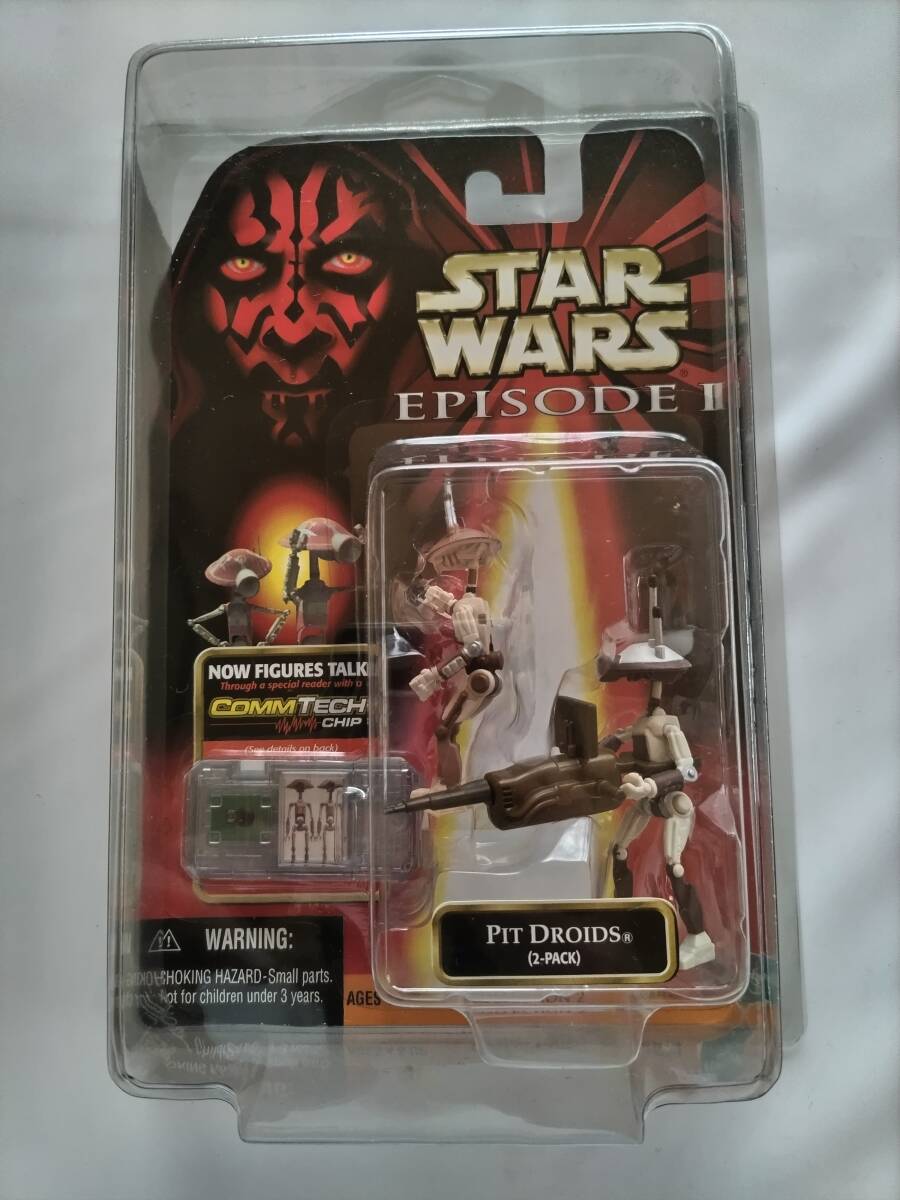 STAR
WARS®
EPISODE I
NOW FIGURES TALK
Through a special reader with a
COMMTECH
CHIP
(See details on back)
PIT DROIDS®
(2-PACK)
WARNING:
CHOKING HAZARD-Small parts.
Not for children under 3 years.
AGES